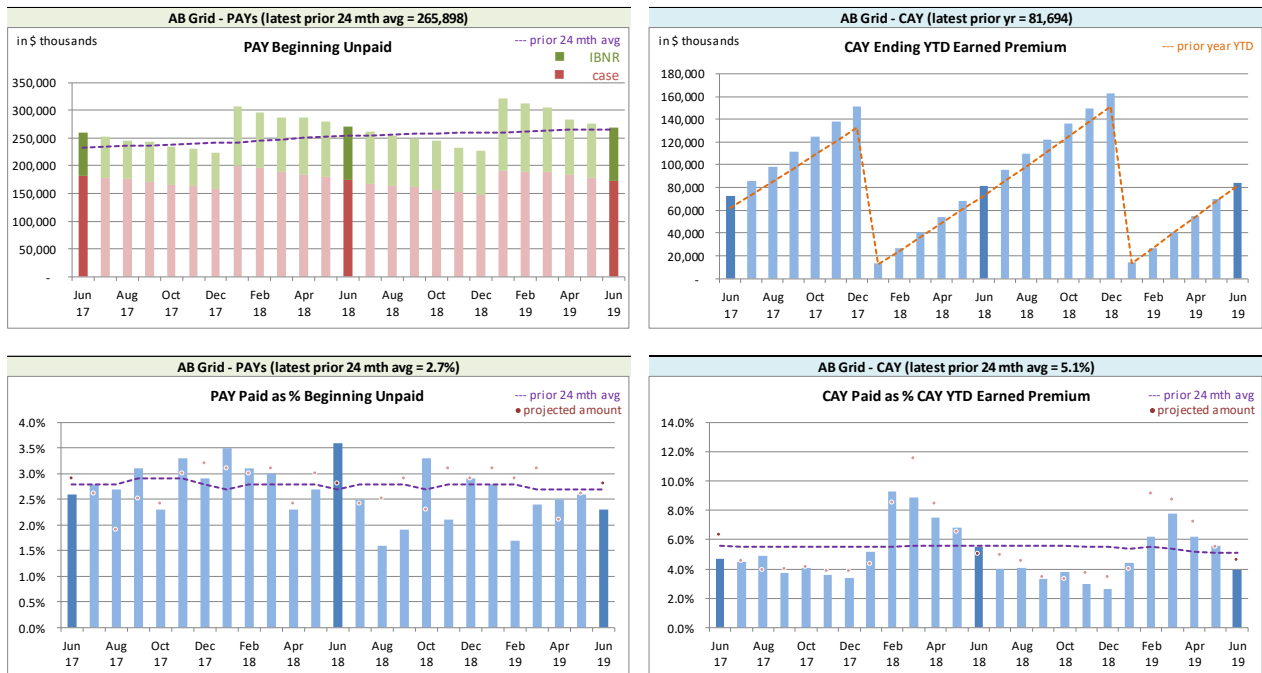 AB Grid - PAYs (latest prior 24 mth avg = 265,898)
in $ thousands
PAY Beginning Unpaid
--- prior 24 mth avg
IBNR
case
350,000
300,000
250,000
200,000
150,000
100,000
50,000
-
Jun Aug Oct Dec Feb Apr Jun Aug Oct Dec Feb Apr Jun
17 17 17 17 18 18 18 18 18 18 19 19 19
AB Grid - CAY (latest prior yr = 81,694)
in $ thousands
CAY Ending YTD Earned Premium
--- prior year YTD
180,000
160,000
140,000
120,000
100,000
80,000
60,000
40,000
20,000
-
Jun Aug Oct Dec Feb Apr Jun Aug Oct Dec Feb Apr Jun
17 17 17 17 18 18 18 18 18 18 19 19 19
AB Grid - PAYs (latest prior 24 mth avg = 2.7%)
PAY Paid as % Beginning Unpaid
--- prior 24 mth avg
projected amount
4.0%
3.5%
3.0%
2.5%
2.0%
1.5%
1.0%
0.5%
0.0%
Jun Aug Oct Dec Feb Apr Jun Aug Oct Dec Feb Apr Jun
17 17 17 17 18 18 18 18 18 18 19 19 19
AB Grid - CAY (latest prior 24 mth avg = 5.1%)
CAY Paid as % CAY YTD Earned Premium
--- prior 24 mth avg
projected amount
14.0%
12.0%
10.0%
8.0%
6.0%
4.0%
2.0%
0.0%
Jun Aug Oct Dec Feb Apr Jun Aug Oct Dec Feb Apr Jun
17 17 17 17 18 18 18 18 18 18 19 19 19